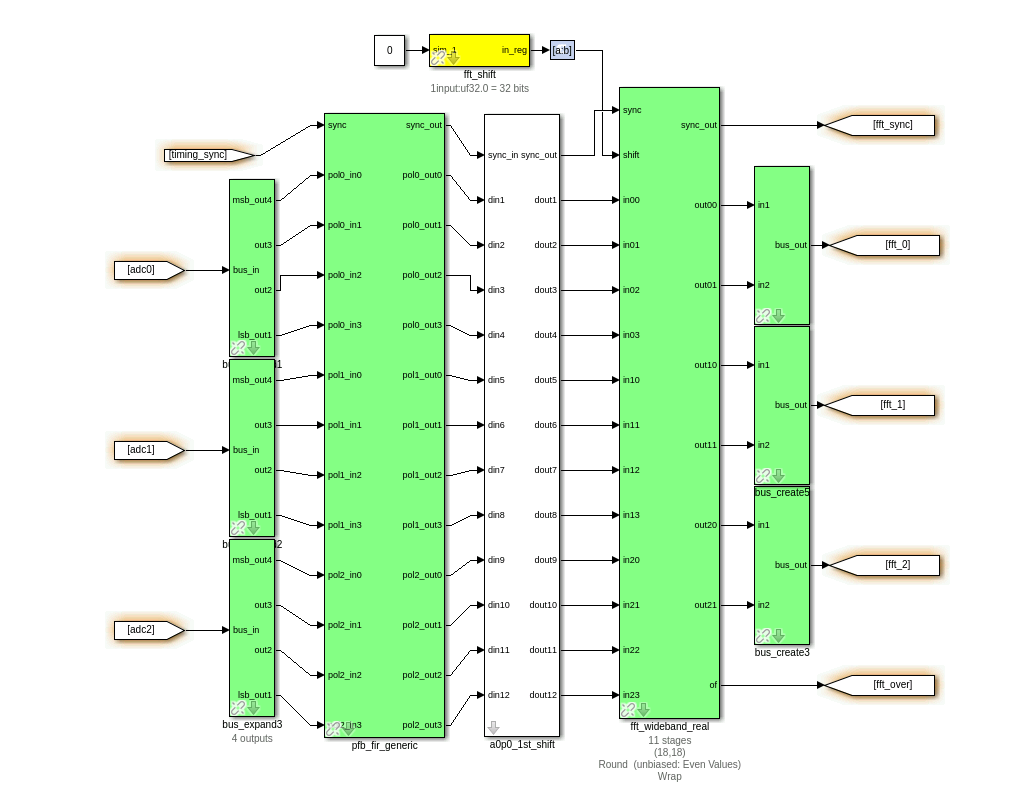 0
sim_1
in_reg
[a:b]
fft_shift
1input:uf32.0 = 32 bits
[timing_sync]
[adc0]
[adc1]
[adc2]
msb_out4
out3
bus_in
out2
lsb_out1
msb_out4
out3
bus_in
out2
lsb_out1
msb_out4
out3
bus_in
out2
lsb_out1
bus_expand3
4 outputs
sync
sync_out
pol0_in0
pol0_out0
pol0_in1
pol0_out1
pol0_in2
pol0_out2
pol0_in3
pol0_out3
pol1_in0
pol1_out0
pol1_in1
pol1_out1
pol1_in2
pol1_out2
pol1_in3
pol1_out3
pol2_in0
pol2_out0
pol2_in1
pol2_out1
pol2_in2
pol2_out2
pol2_out3
pfb_fir_generic
sync_in
sync_out
din1
dout1
din2
dout2
din3
dout3
din4
dout4
din5
dout5
din6
dout6
din7
dout7
din8
dout8
din9
dout9
din10
dout10
din11
dout11
din12
dout12
a0p0_1st_shift
sync
sync_out
shift
in00
out00
in01
out01
in02
in03
out10
in10
in11
out11
in12
in13
out20
in20
in21
out21
in22
of
in23
fft_wideband_real
11 stages
(18,18)
Round (unbiased: Even Values)
Wrap
in1
bus_out
in2
in1
bus_out
in2
bus_create5
in1
bus_out
in2
bus_create3
[fft_sync]
[fft_0]
[fft_1]
[fft_2]
[fft_over]